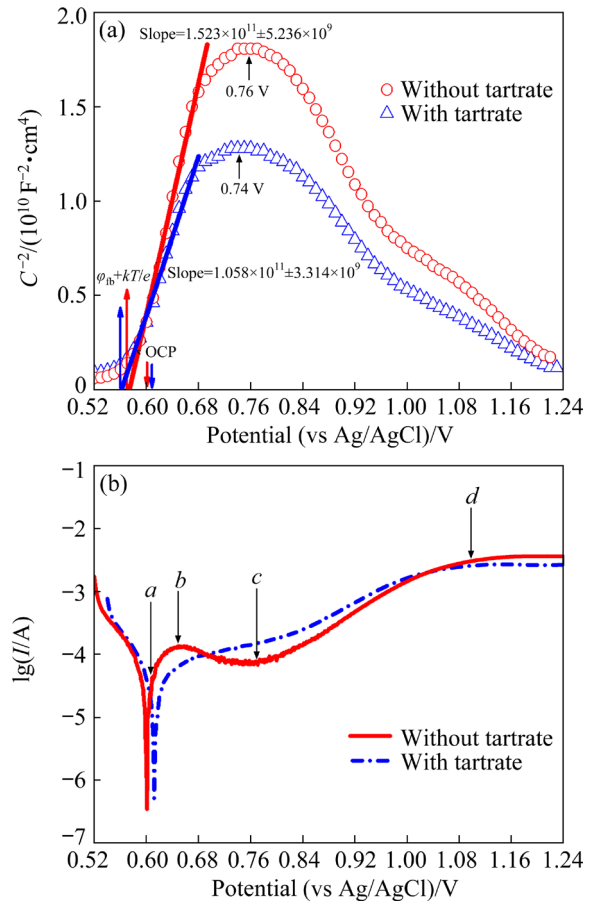 (a)
Slope=1.523×10¹¹±5.236×10⁹
2.0
1.5
1.0
0.5
0
C⁻²/(10¹⁰ F⁻²•cm⁴)
0.76 V
Without tartrate
With tartrate
0.74 V
φfb+kT/e
Slope=1.058×10¹¹±3.314×10⁹
OCP
0.52 0.60 0.68 0.76 0.84 0.92 1.00 1.08 1.16 1.24
Potential (vs Ag/AgCl)/V
(b)
−1
−2
−3
−4
−5
−6
−7
lg(I/A)
a
b
c
d
Without tartrate
With tartrate
0.52 0.60 0.68 0.76 0.84 0.92 1.00 1.08 1.16 1.24
Potential (vs Ag/AgCl)/V